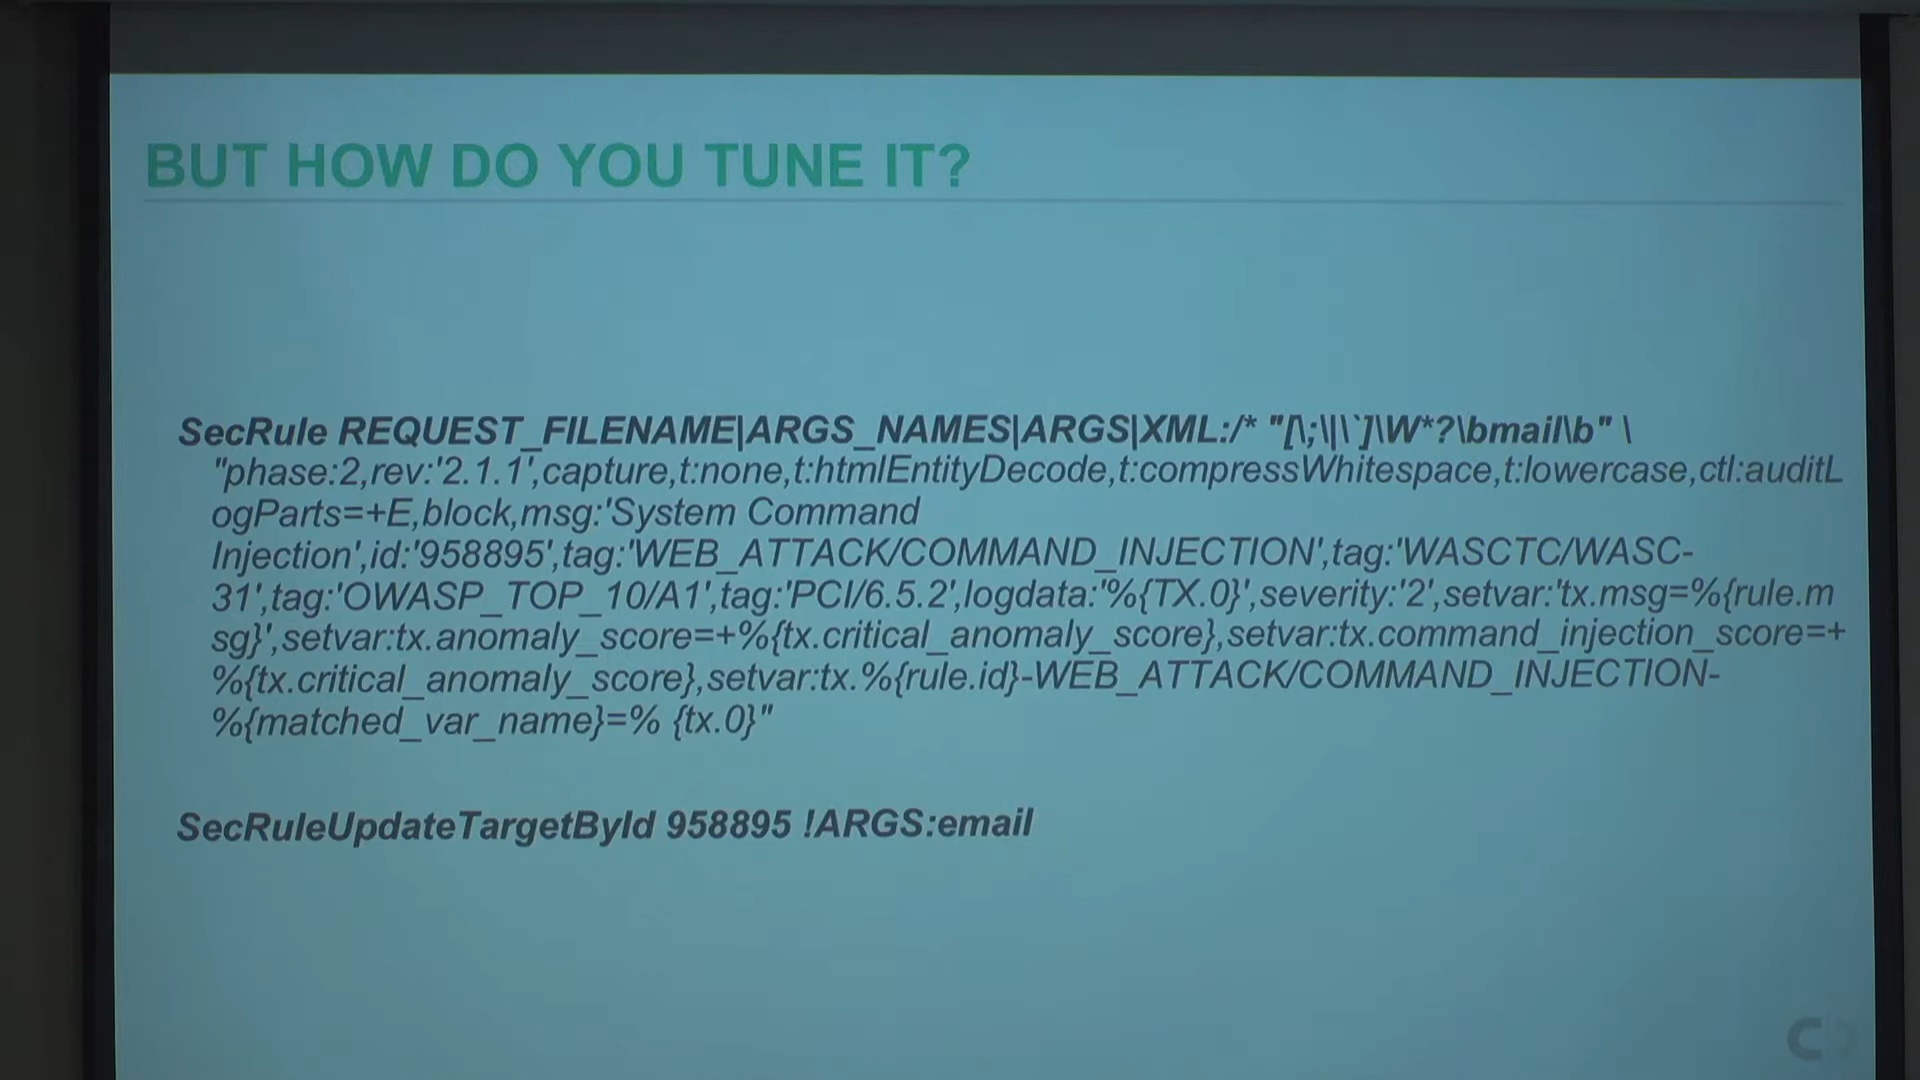 BUT HOW DO YOU TUNE IT?
SecRule REQUEST_FILENAME|ARGS_NAMES|ARGS|XML:/* "[\;\|\`]\W*?\bmail\b" \
"phase:2,rev:'2.1.1',capture,t:none,t:htmlEntityDecode,t:compressWhitespace,t:lowercase,ctl:auditL
ogParts=+E,block,msg:'System Command
Injection',id:'958895',tag:'WEB_ATTACK/COMMAND_INJECTION',tag:'WASCTC/WASC-
31',tag:'OWASP_TOP_10/A1',tag:'PCI/6.5.2',logdata:'%{TX.0}',severity:'2',setvar:'tx.msg=%{rule.m
sg}',setvar:tx.anomaly_score=+%{tx.critical_anomaly_score},setvar:tx.command_injection_score=+
%{tx.critical_anomaly_score},setvar:tx.%{rule.id}-WEB_ATTACK/COMMAND_INJECTION-
%{matched_var_name}=% {tx.0}"
SecRuleUpdateTargetById 958895 !ARGS:email